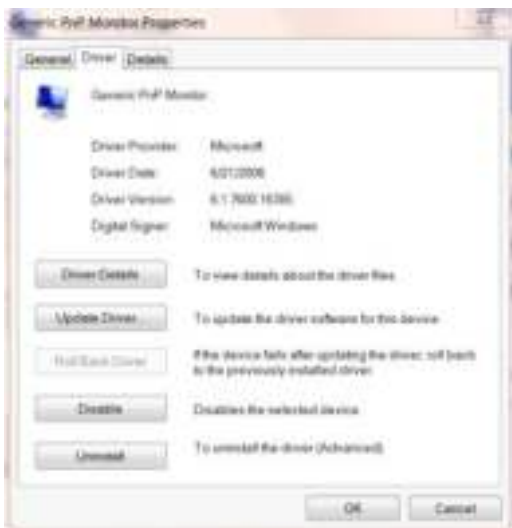 Generic PnP Monitor Properties
General Driver Details
Generic PnP Monitor
Driver Provider: Microsoft
Driver Date: 6/21/2006
Driver Version: 6.1.7600.16385
Digital Signer: Microsoft Windows
Driver Details To view details about the driver files.
Update Driver... To update the driver software for this device.
Roll Back Driver If the device fails after updating the driver, roll back
to the previously installed driver.
Disable Disables the selected device.
Uninstall To uninstall the driver (Advanced).
OK Cancel